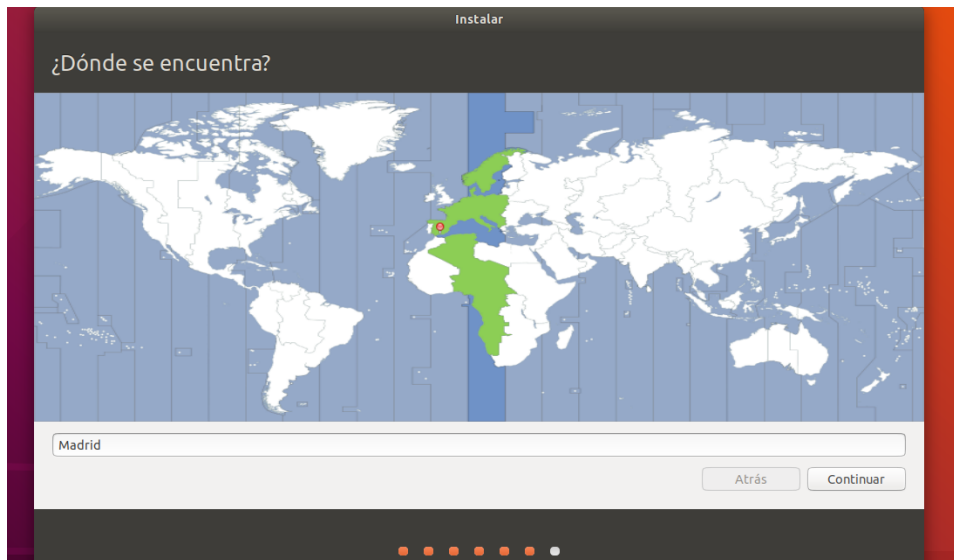 Instalar
¿Dónde se encuentra?
Madrid
Atrás
Continuar